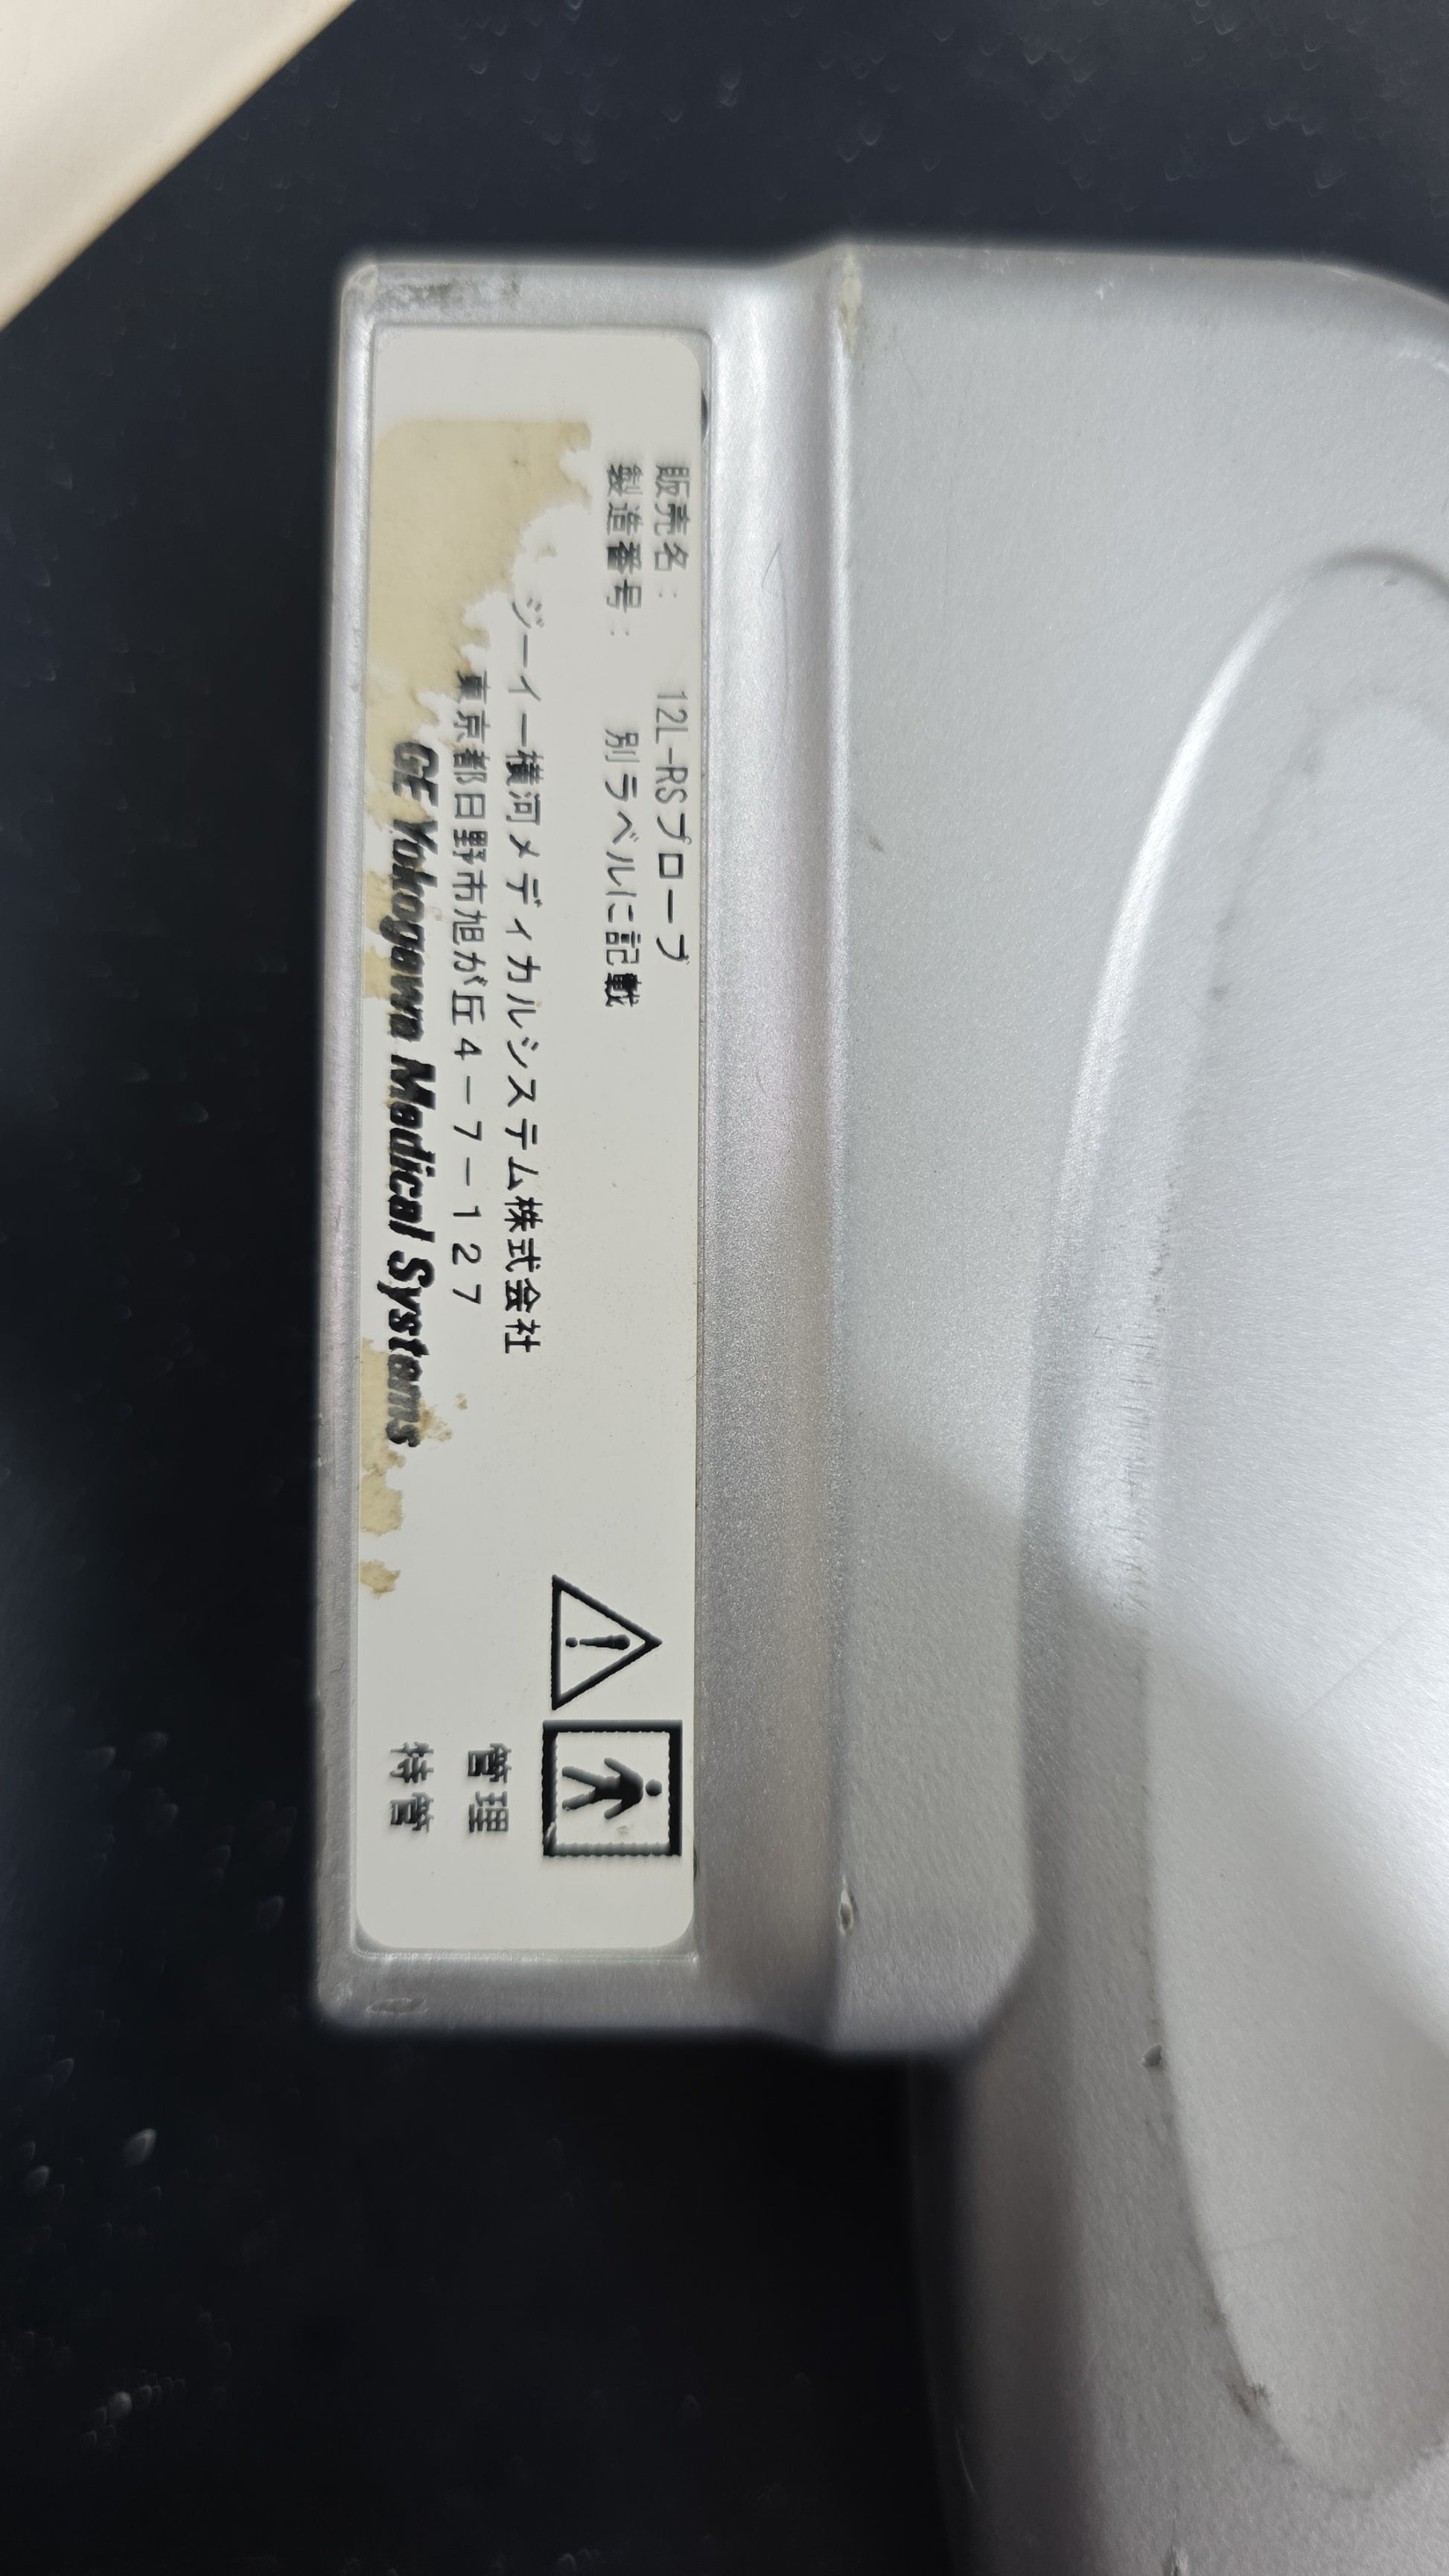 販売名： 12L-RSプローブ
製造番号： 別ラベルに記載
ジーイー横河メディカルシステム株式会社
東京都日野市旭が丘４－７－１２７
GE Yokogawa Medical Systems
管理
特管